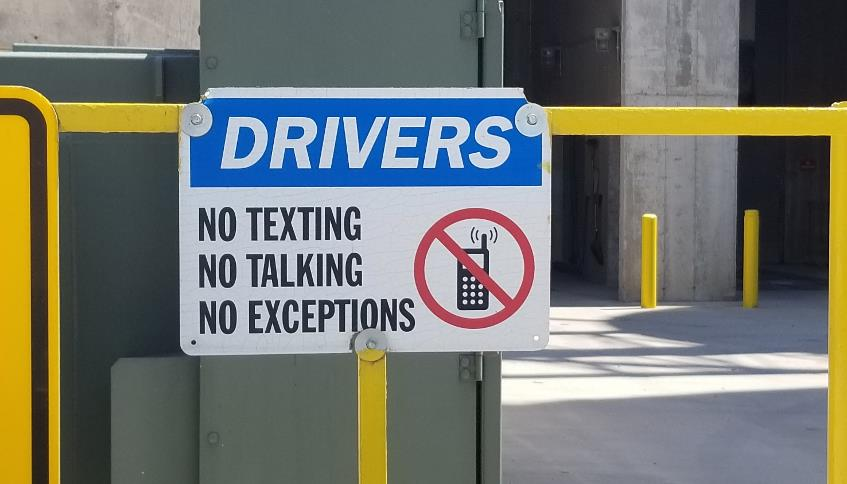 DRIVERS
NO TEXTING
NO TALKING
NO EXCEPTIONS